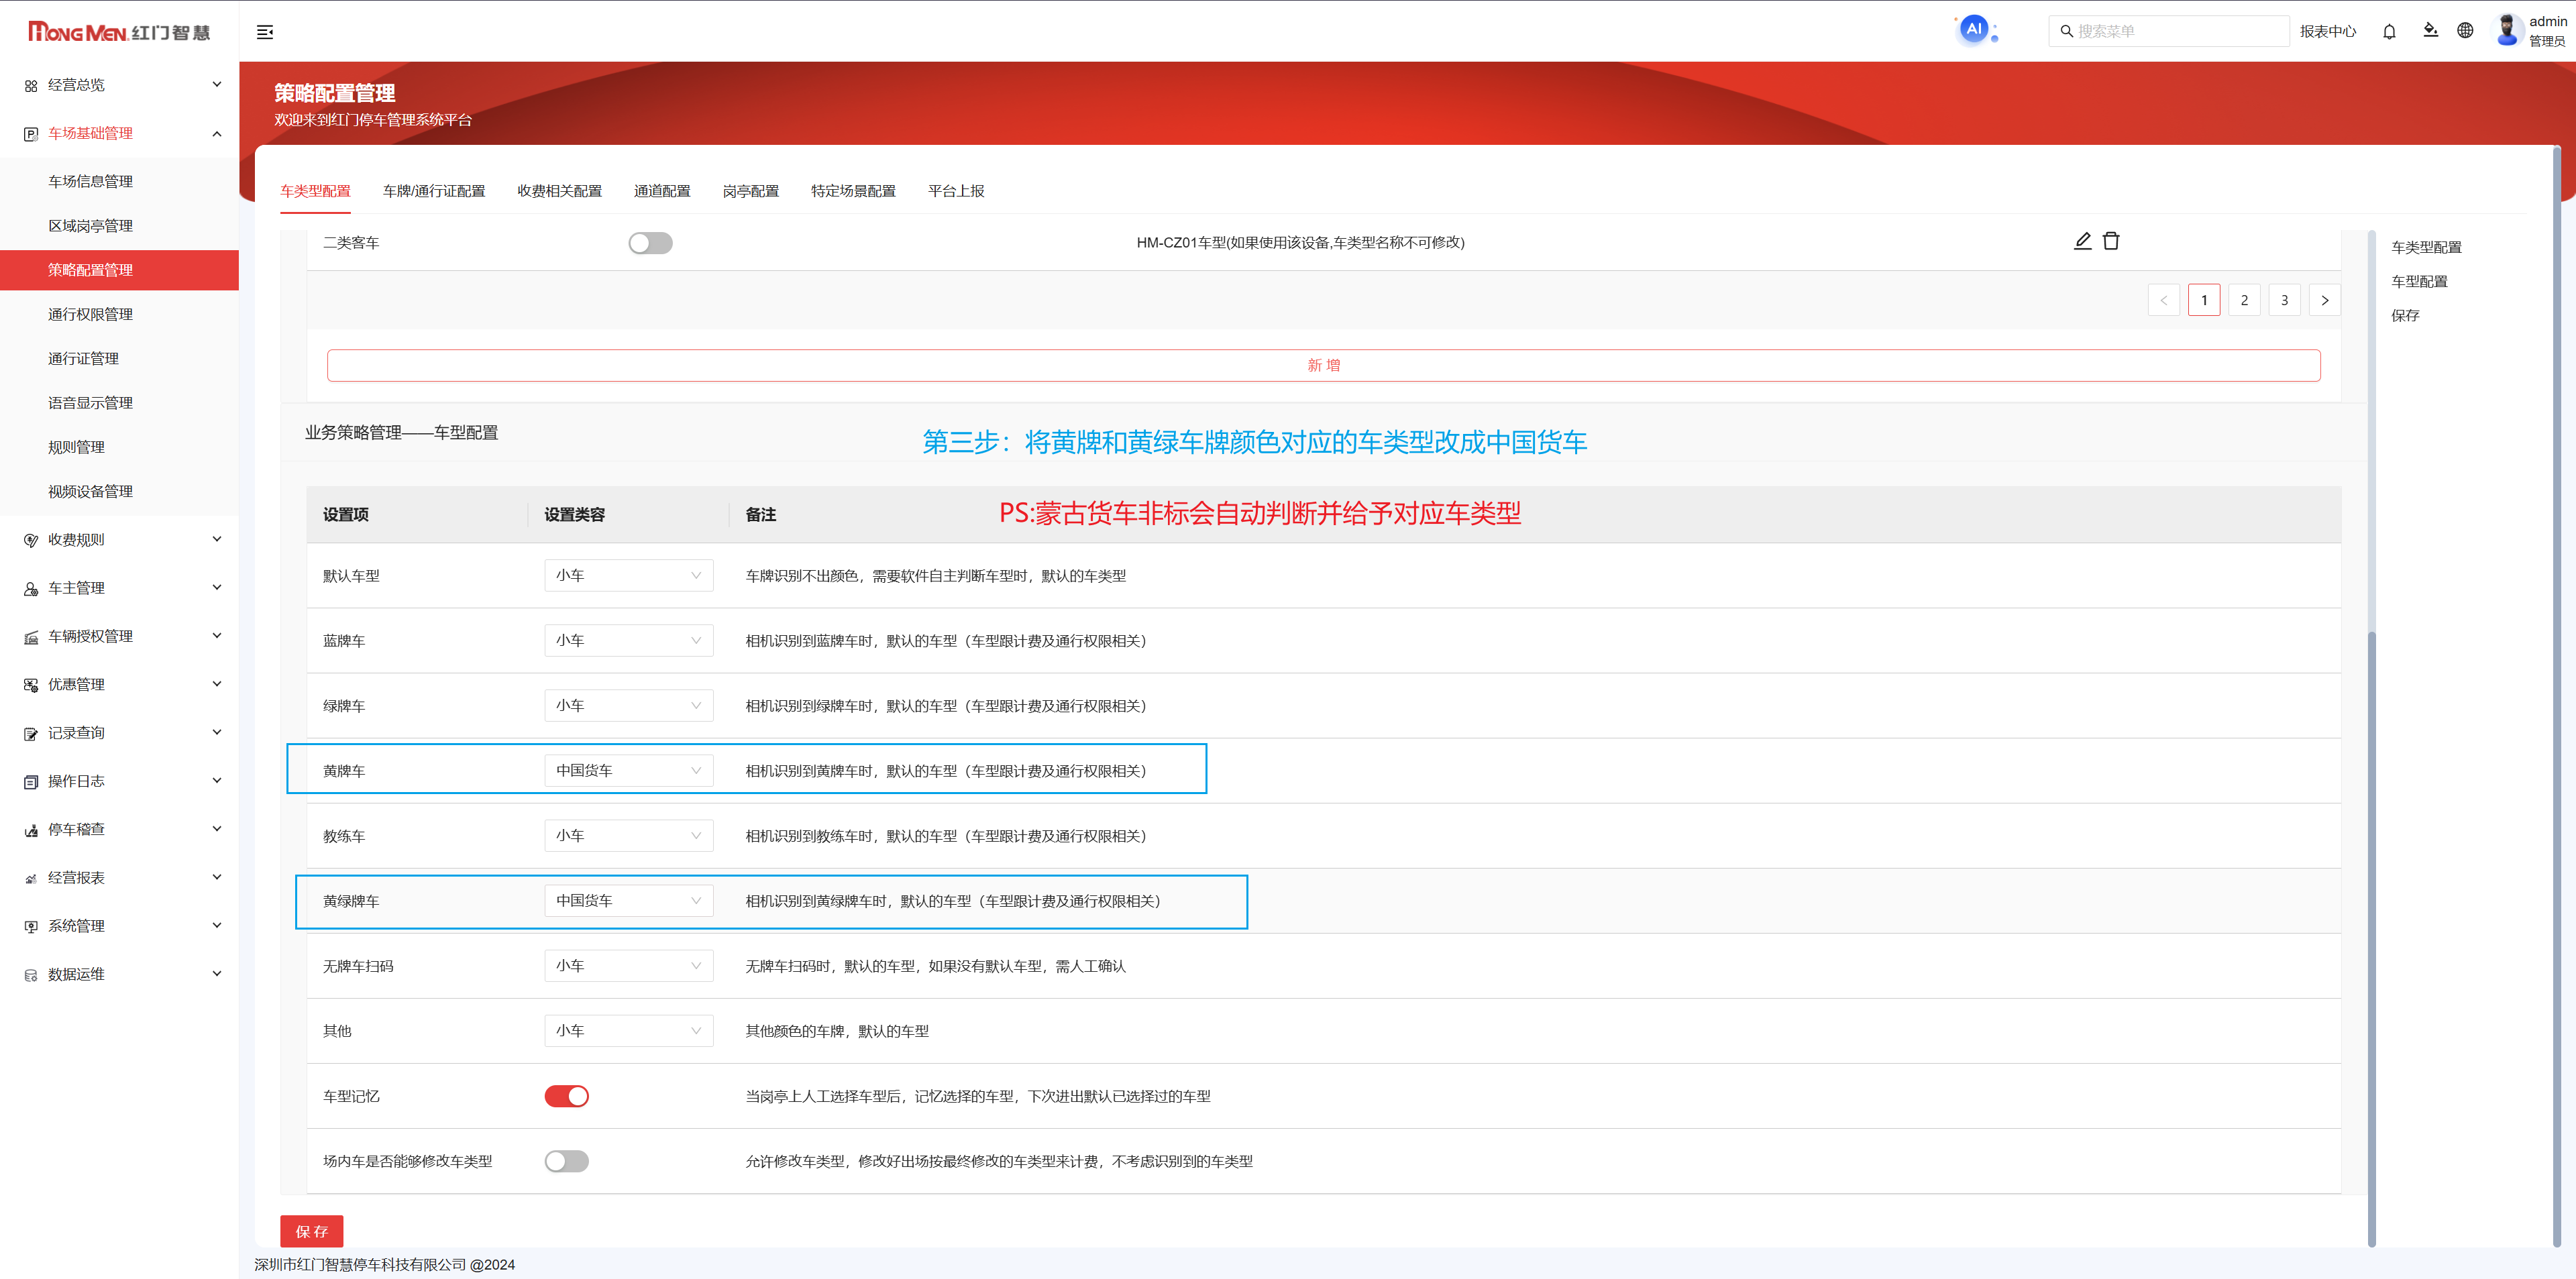 HONGMEN 红门智慧
经营总览
车场基础管理
车场信息管理
区域岗亭管理
策略配置管理
通行权限管理
通行证管理
语音显示管理
规则管理
视频设备管理
收费规则
车主管理
车辆授权管理
优惠管理
记录查询
操作日志
停车稽查
经营报表
系统管理
数据运维
AI
搜索菜单
报表中心
admin
管理员
策略配置管理
欢迎来到红门停车管理系统平台
车类型配置 车牌/通行证配置 收费相关配置 通道配置 岗亭配置 特定场景配置 平台上报
二类客车 HM-CZ01车型(如果使用该设备,车类型名称不可修改)
1 2 3
新 增
车类型配置
车型配置
保存
业务策略管理——车型配置
第三步：将黄牌和黄绿车牌颜色对应的车类型改成中国货车
设置项 设置类容 备注
PS:蒙古货车非标会自动判断并给予对应车类型
默认车型 小车 车牌识别不出颜色，需要软件自主判断车型时，默认的车类型
蓝牌车 小车 相机识别到蓝牌车时，默认的车型（车型跟计费及通行权限相关）
绿牌车 小车 相机识别到绿牌车时，默认的车型（车型跟计费及通行权限相关）
黄牌车 中国货车 相机识别到黄牌车时，默认的车型（车型跟计费及通行权限相关）
教练车 小车 相机识别到教练车时，默认的车型（车型跟计费及通行权限相关）
黄绿牌车 中国货车 相机识别到黄绿牌车时，默认的车型（车型跟计费及通行权限相关）
无牌车扫码 小车 无牌车扫码时，默认的车型，如果没有默认车型，需人工确认
其他 小车 其他颜色的车牌，默认的车型
车型记忆 当岗亭上人工选择车型后，记忆选择的车型，下次进出默认已选择过的车型
场内车是否能够修改车类型 允许修改车类型，修改好出场按最终修改的车类型来计费，不考虑识别到的车类型
保 存
深圳市红门智慧停车科技有限公司 @2024